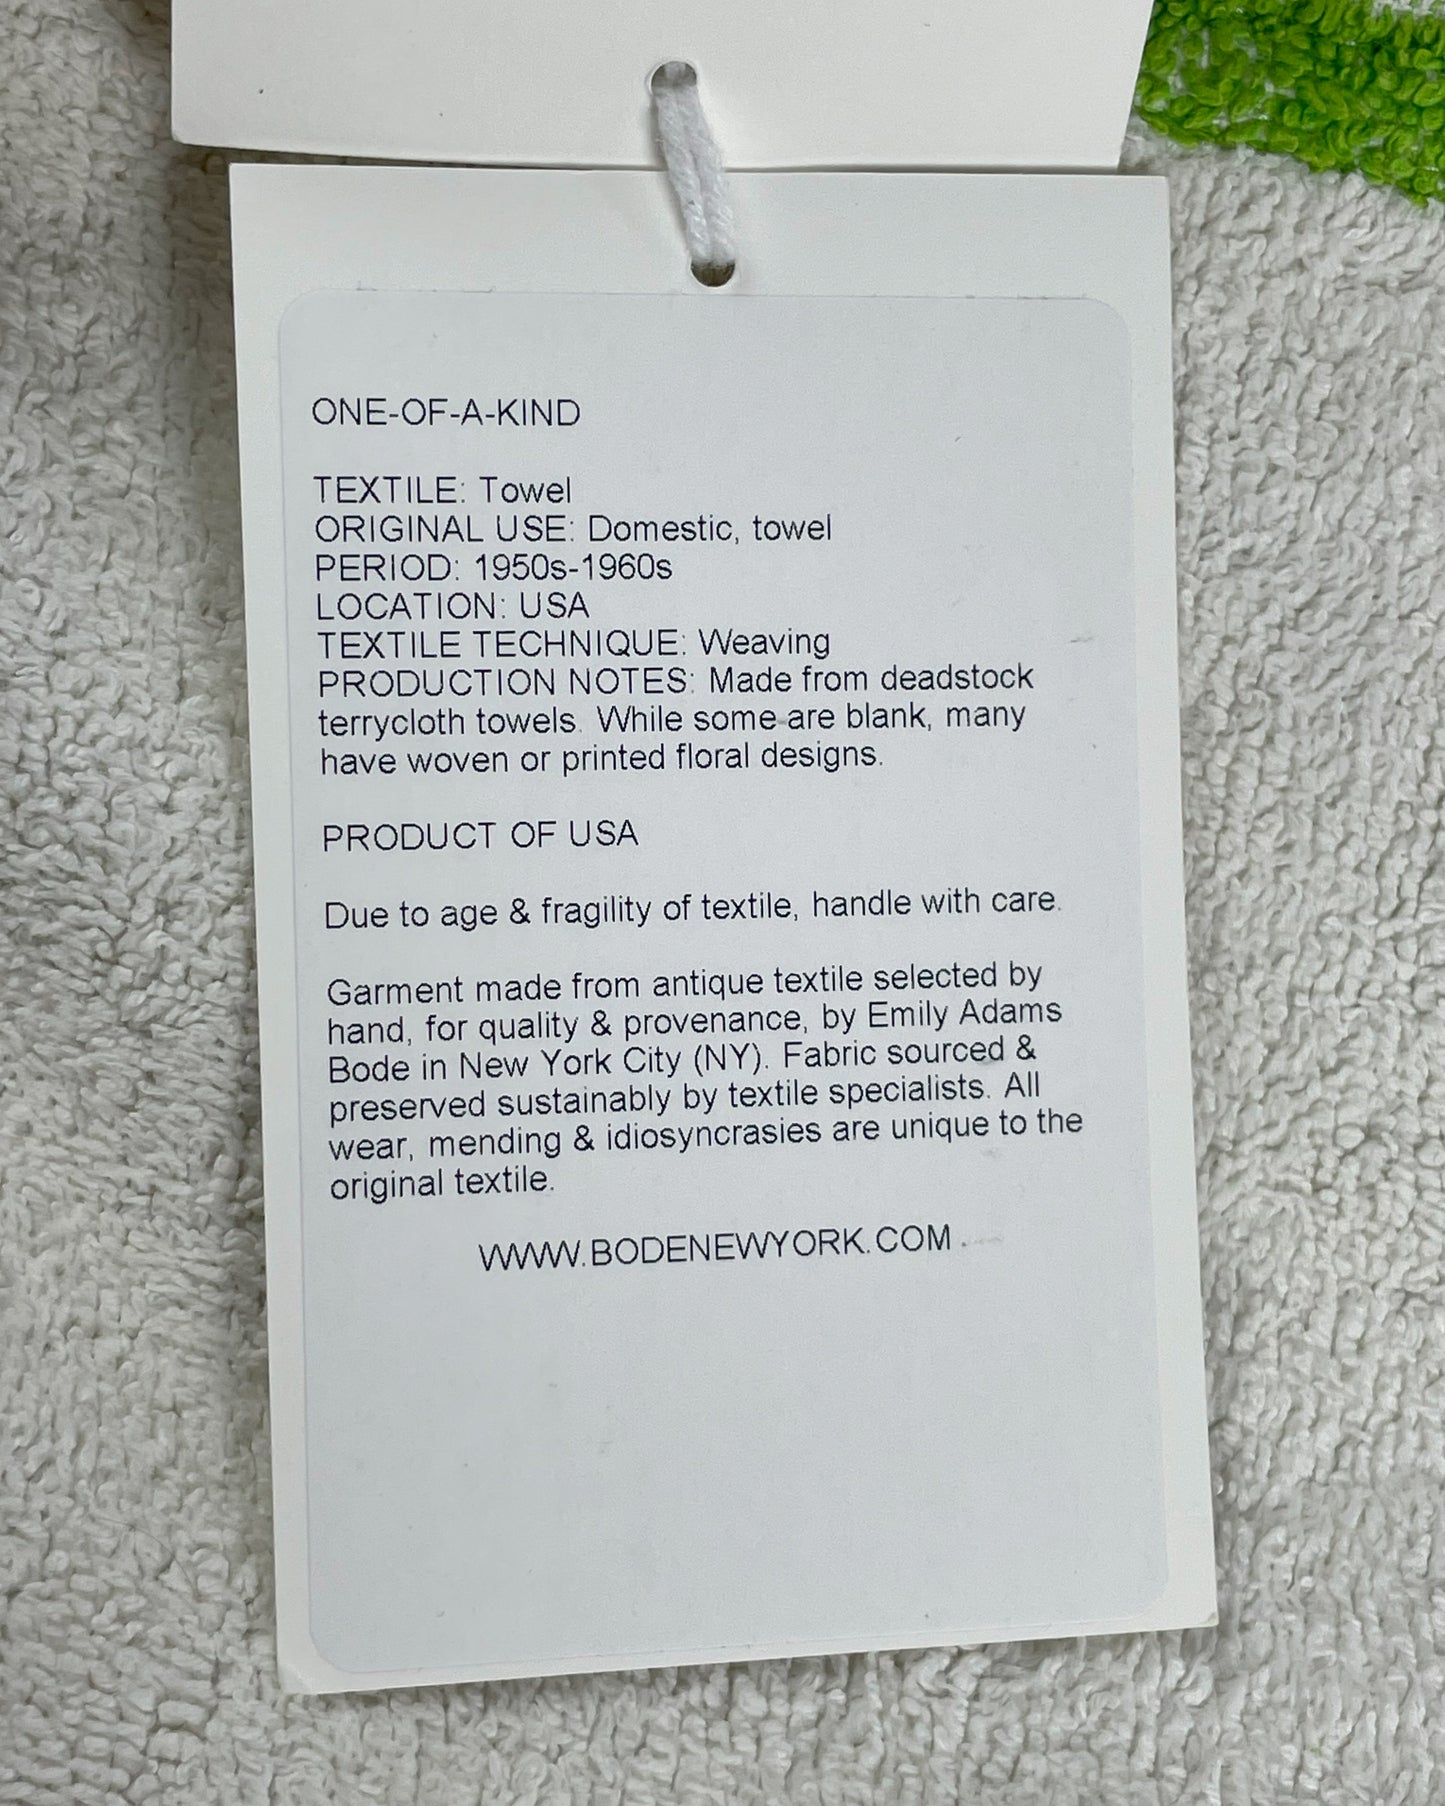 ONE-OF-A-KIND
TEXTILE: Towel
ORIGINAL USE: Domestic, towel
PERIOD: 1950s-1960s
LOCATION: USA
TEXTILE TECHNIQUE: Weaving
PRODUCTION NOTES: Made from deadstock
terrycloth towels. While some are blank, many
have woven or printed floral designs.
PRODUCT OF USA
Due to age & fragility of textile, handle with care.
Garment made from antique textile selected by
hand, for quality & provenance, by Emily Adams
Bode in New York City (NY). Fabric sourced &
preserved sustainably by textile specialists. All
wear, mending & idiosyncrasies are unique to the
original textile.
WWW.BODENEWYORK.COM